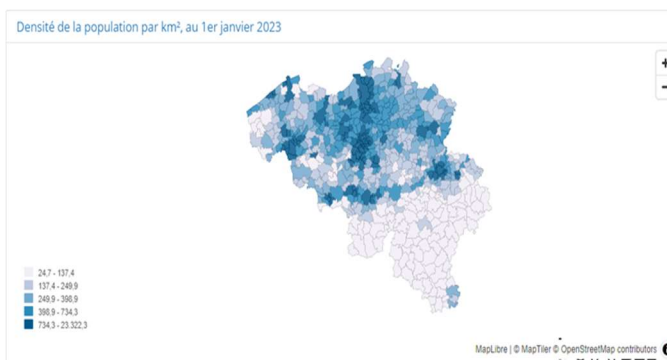 Densité de la population par km², au 1er janvier 2023
+
−
24,7 - 137,4
137,4 - 249,9
249,9 - 398,9
398,9 - 734,3
734,3 - 23.322,3
MapLibre | © MapTiler © OpenStreetMap contributors